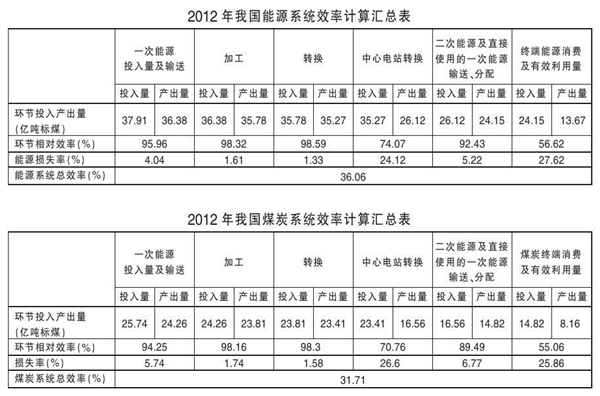 2012 年我国能源系统效率计算汇总表
一次能源投入量及输送 加工 转换 中心电站转换 二次能源及直接使用的一次能源输送、分配 终端能源消费及有效利用量
投入量 产出量 投入量 产出量 投入量 产出量 投入量 产出量 投入量 产出量 投入量 产出量
环节投入产出量(亿吨标煤) 37.91 36.38 36.38 35.78 35.78 35.27 35.27 26.12 26.12 24.15 24.15 13.67
环节相对效率(%) 95.96 98.32 98.59 74.07 92.43 56.62
能源损失率(%) 4.04 1.61 1.33 24.12 5.22 27.62
能源系统总效率(%) 36.06
2012 年我国煤炭系统效率计算汇总表
一次能源投入量及输送 加工 转换 中心电站转换 二次能源及直接使用的一次能源输送、分配 煤炭终端消费及有效利用量
投入量 产出量 投入量 产出量 投入量 产出量 投入量 产出量 投入量 产出量 投入量 产出量
环节投入产出量(亿吨标煤) 25.74 24.26 24.26 23.81 23.81 23.41 23.41 16.56 16.56 14.82 14.82 8.16
环节相对效率(%) 94.25 98.16 98.3 70.76 89.49 55.06
损失率(%) 5.74 1.74 1.58 26.6 6.77 25.86
煤炭系统总效率(%) 31.71